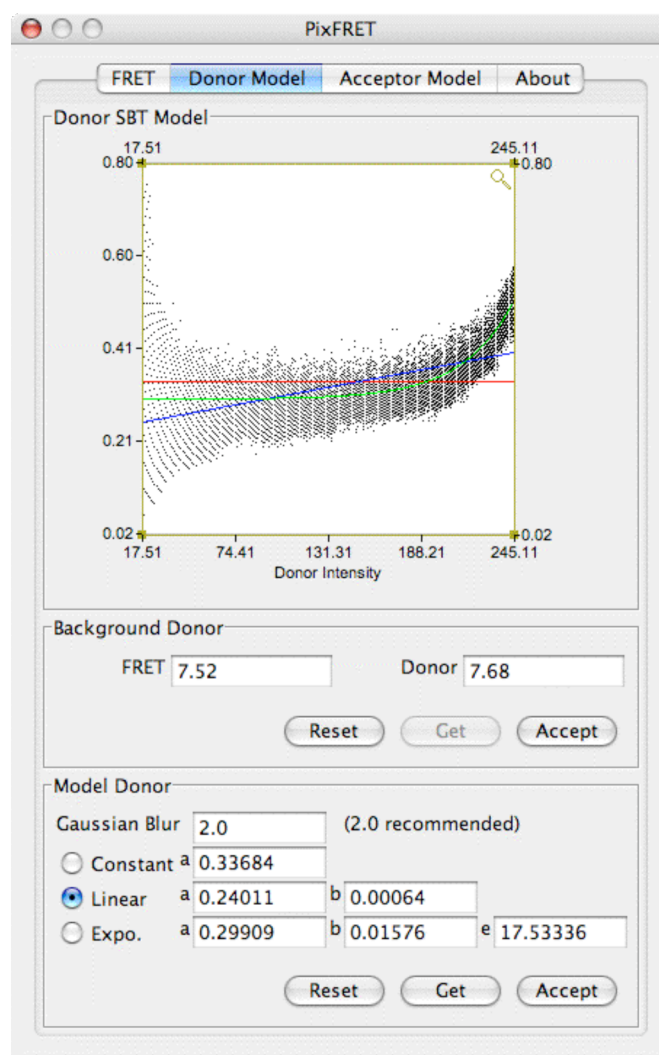 PixFRET
FRET Donor Model Acceptor Model About
Donor SBT Model
17.51 245.11
0.80 0.80
0.60
0.41
0.21
0.02 0.02
17.51 74.41 131.31 188.21 245.11
Donor Intensity
Background Donor
FRET 7.52 Donor 7.68
Reset Get Accept
Model Donor
Gaussian Blur 2.0 (2.0 recommended)
Constant a 0.33684
Linear a 0.24011 b 0.00064
Expo. a 0.29909 b 0.01576 e 17.53336
Reset Get Accept